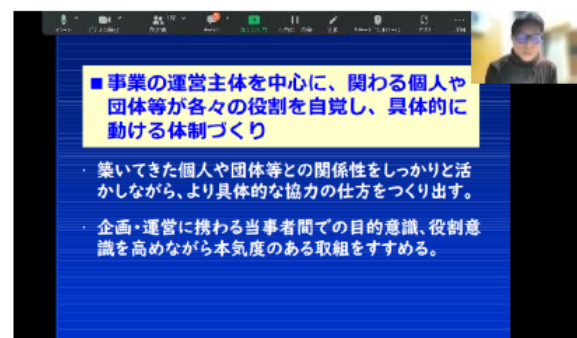 ■事業の運営主体を中心に、関わる個人や
団体等が各々の役割を自覚し、具体的に
動ける体制づくり
・ 築いてきた個人や団体等との関係性をしっかりと活
かしながら、より具体的な協力の仕方をつくり出す。
・ 企画・運営に携わる当事者間での目的意識、役割意
識を高めながら本気度のある取組をすすめる。